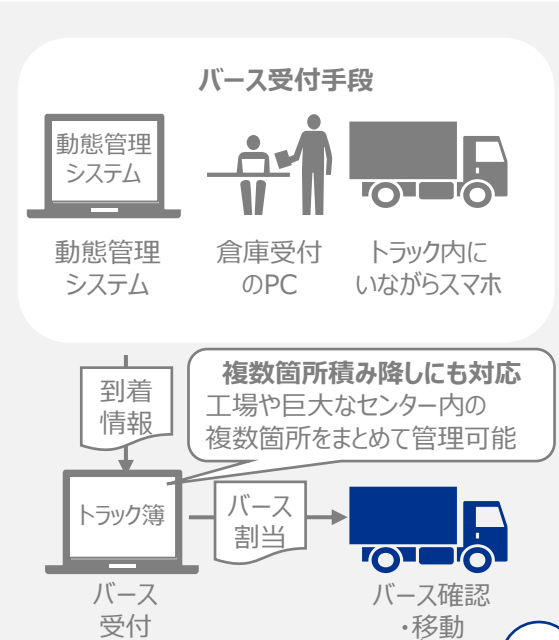 バース受付手段
動態管理
システム
動態管理
システム
倉庫受付
のPC
トラック内に
いながらスマホ
到着
情報
複数箇所積み降しにも対応
工場や巨大なセンター内の
複数箇所をまとめて管理可能
トラック簿
バース
割当
バース
受付
バース確認
・移動